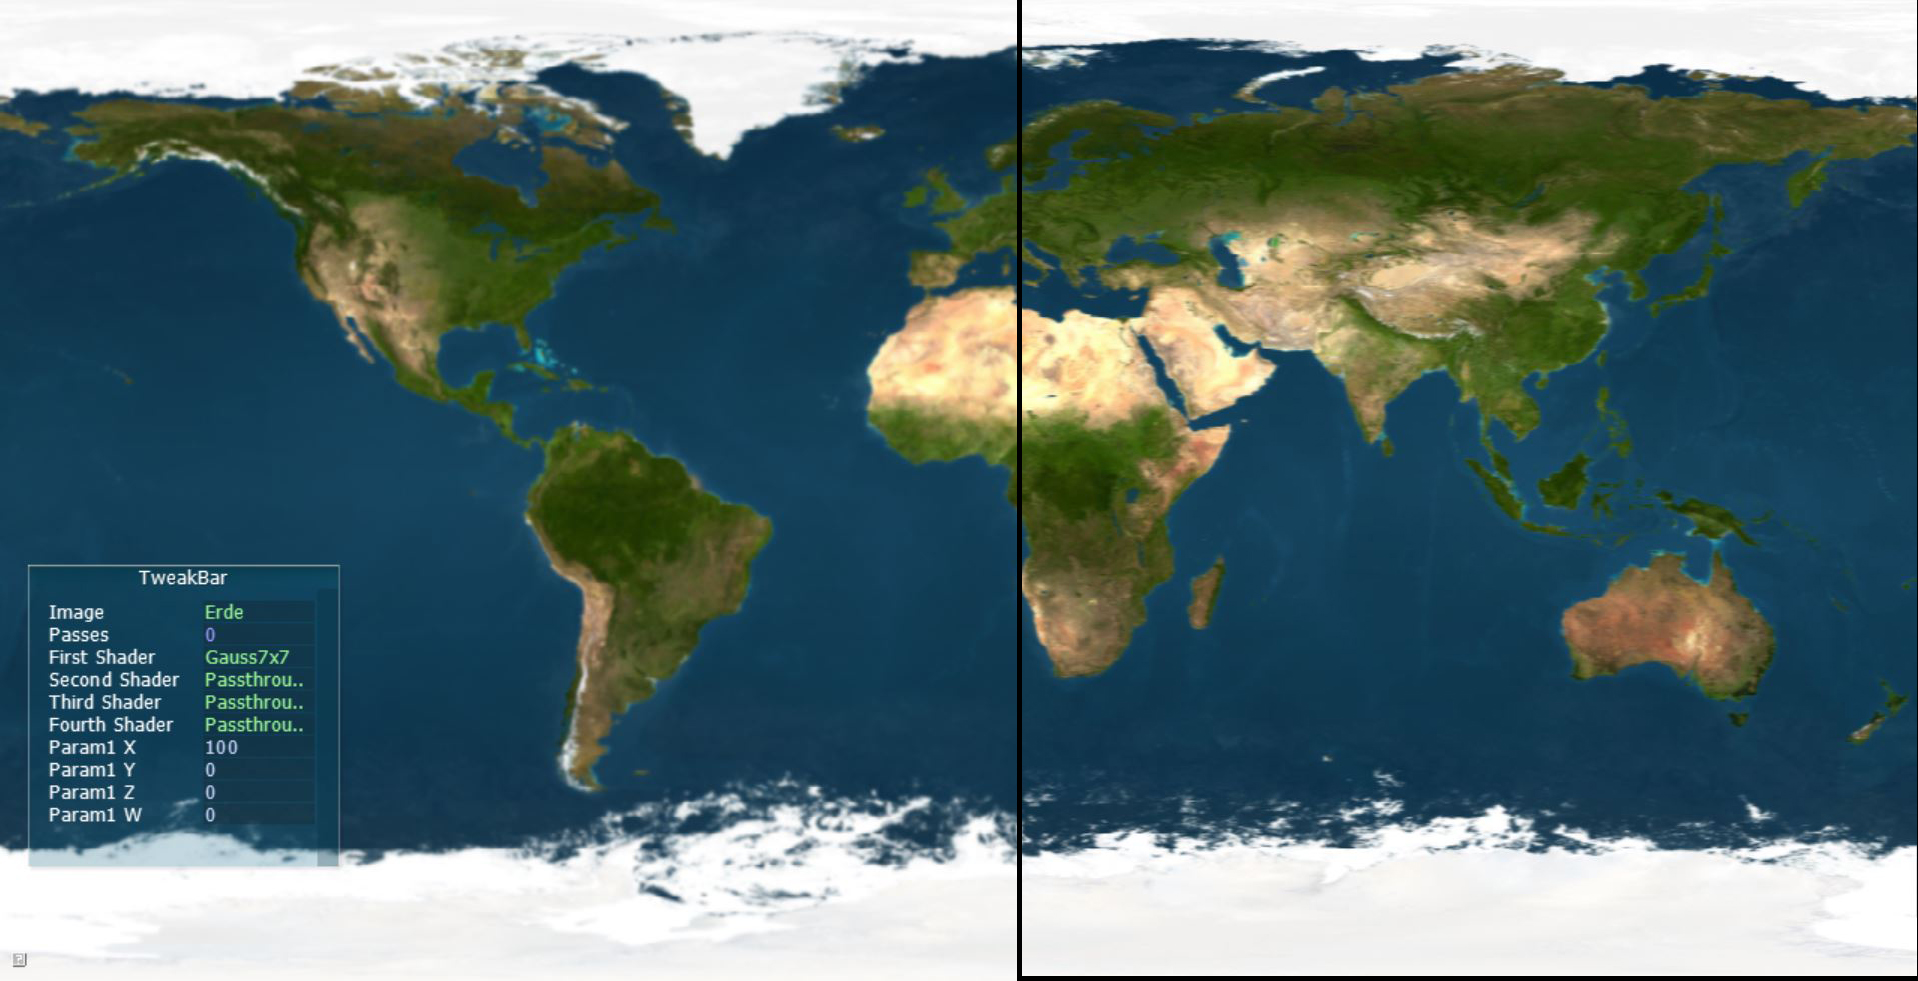 TweakBar
Image Erde
Passes 0
First Shader Gauss7x7
Second Shader Passthrou..
Third Shader Passthrou..
Fourth Shader Passthrou..
Param1 X 100
Param1 Y 0
Param1 Z 0
Param1 W 0